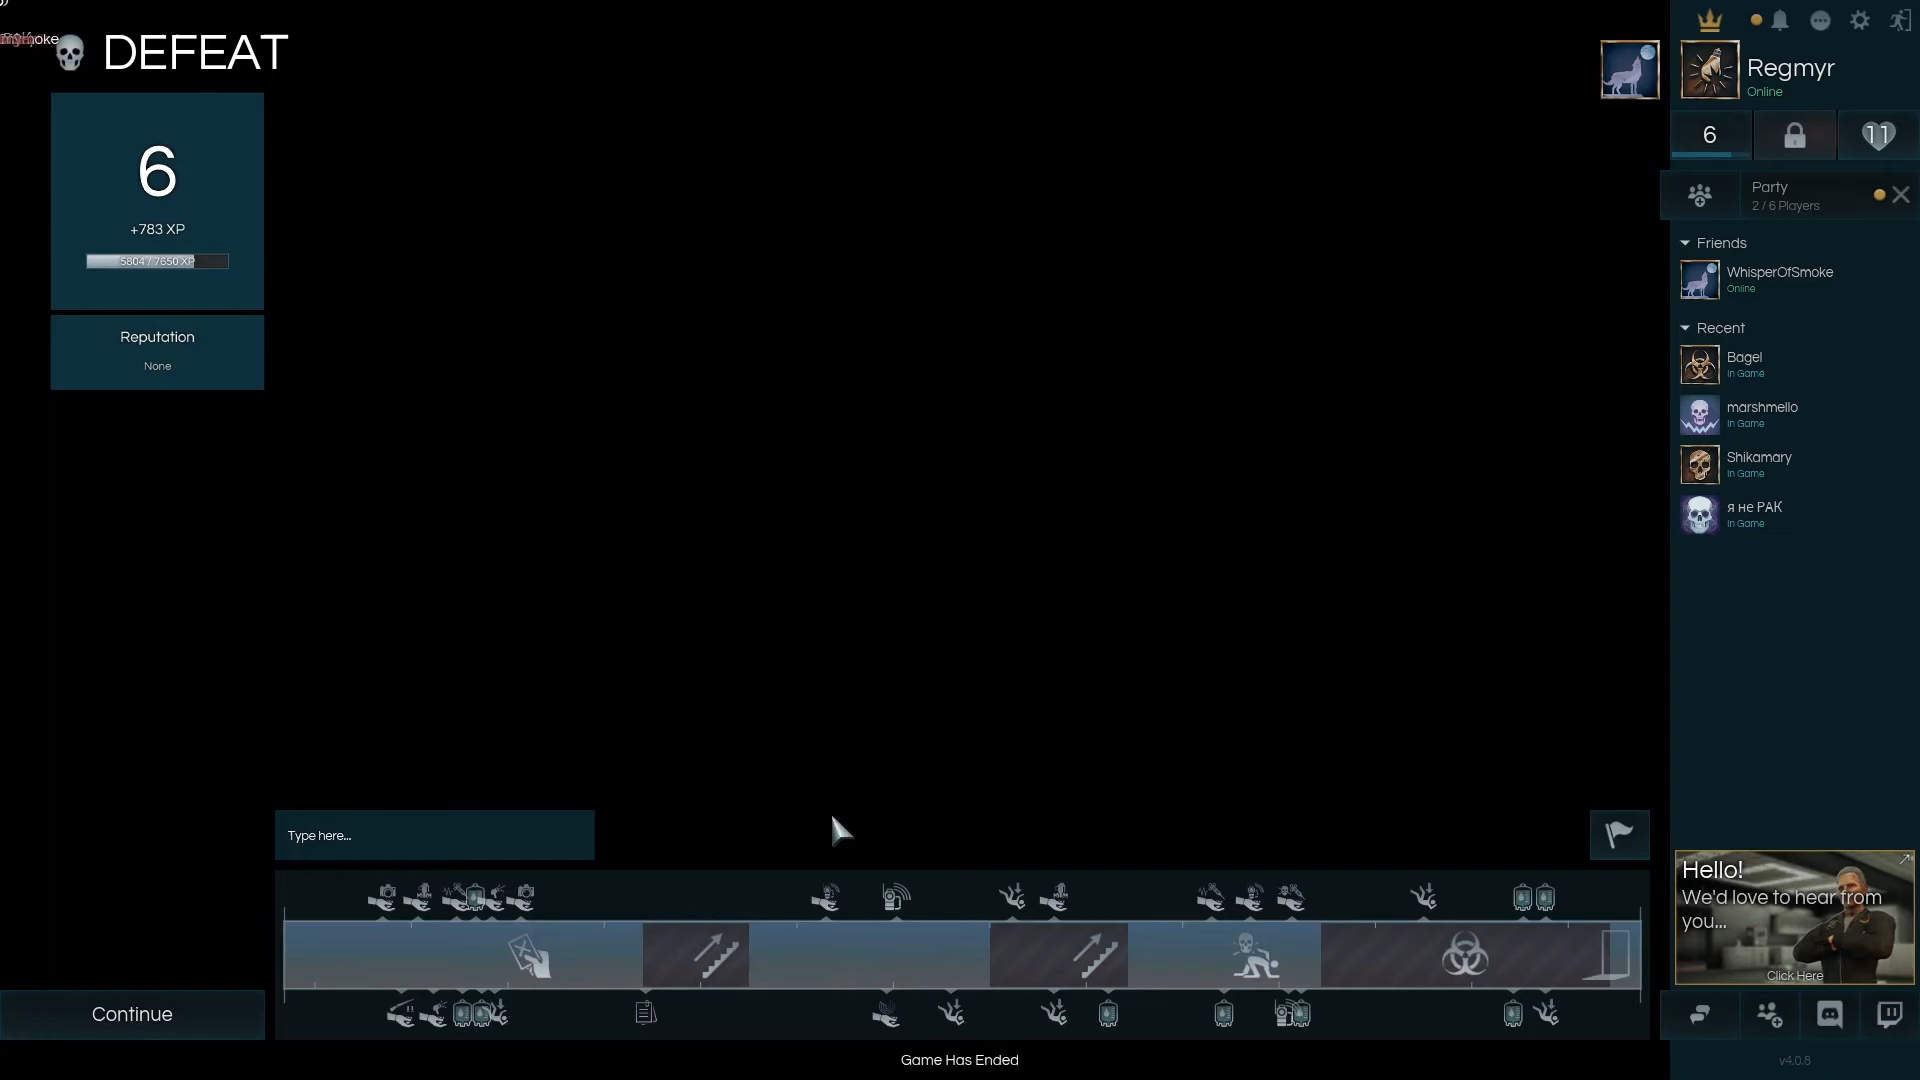 DEFEAT
6
+783 XP
5804 / 7650 XP
Reputation
None
Type here...
Continue
Game Has Ended
Regmyr
Online
6
11
Party
2 / 6 Players
Friends
WhisperOfSmoke
Online
Recent
Bagel
In Game
marshmello
In Game
Shikamary
In Game
я не РАК
In Game
Hello!
We'd love to hear from
you...
Click Here
v4.0.8